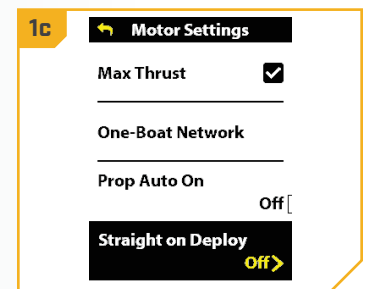 1c
Motor Settings
Max Thrust
One-Boat Network
Prop Auto On
Off
Straight on Deploy
Off